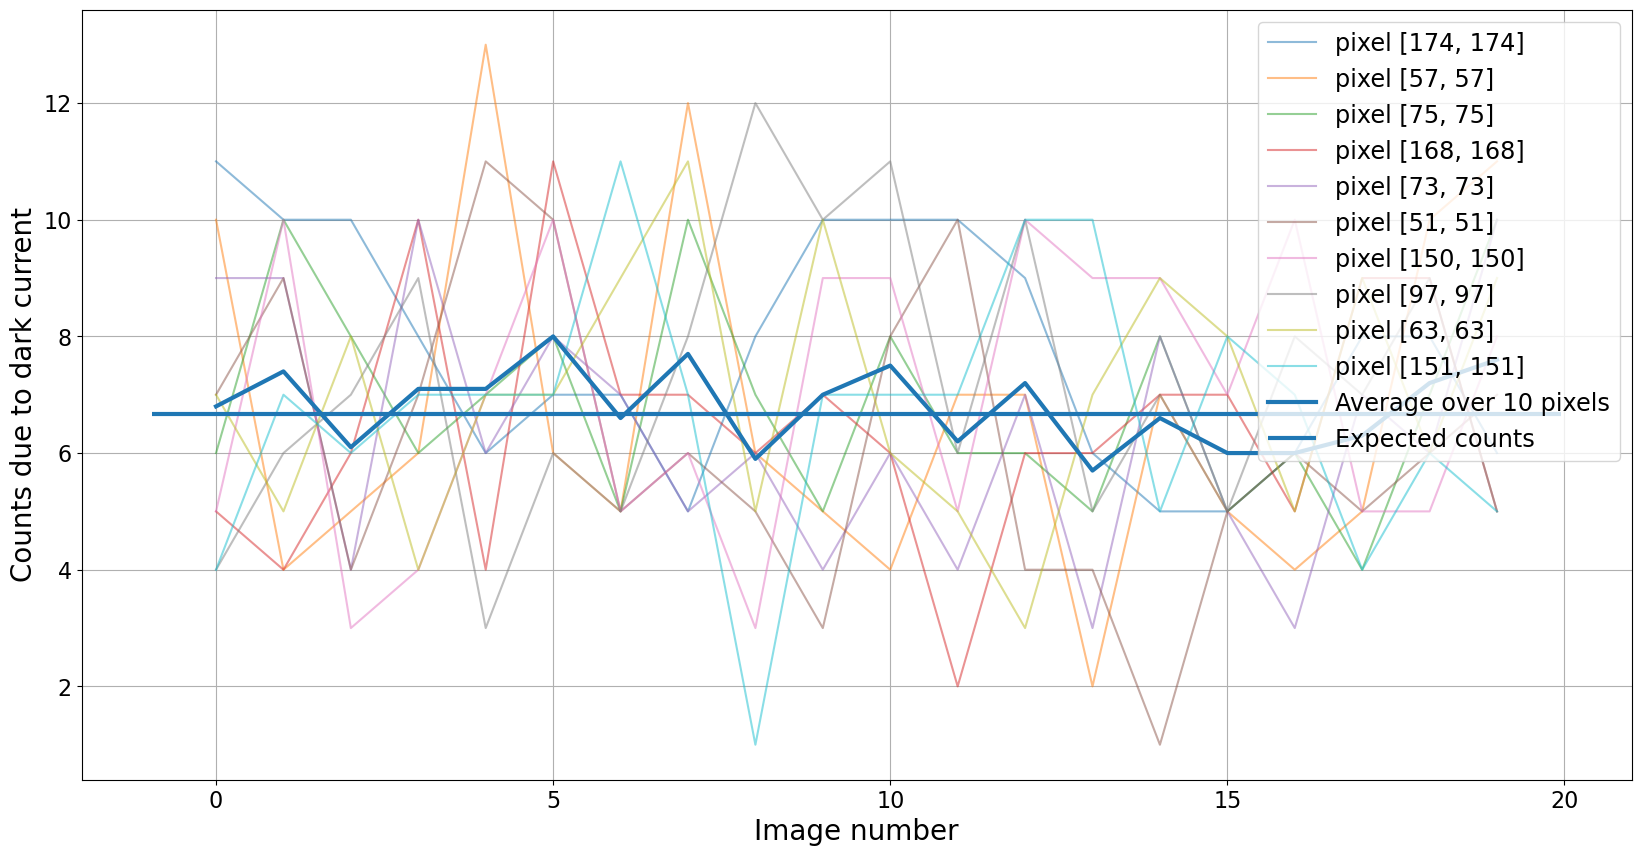 Counts due to dark current
12
10
8
6
4
2
0
5
10
15
20
Image number
pixel [174, 174]
pixel [57, 57]
pixel [75, 75]
pixel [168, 168]
pixel [73, 73]
pixel [51, 51]
pixel [150, 150]
pixel [97, 97]
pixel [63, 63]
pixel [151, 151]
Average over 10 pixels
Expected counts